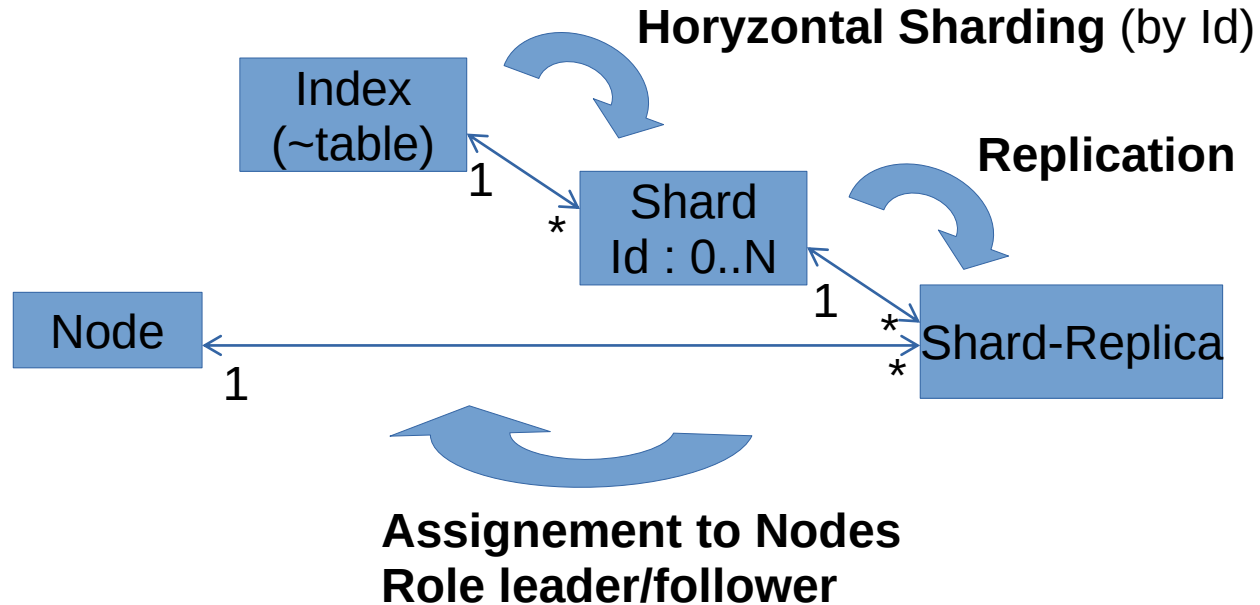 Horyzontal Sharding (by Id)
Index
(~table)
Replication
1
*
Shard
Id : 0..N
1
*
Node
Shard-Replica
1
*
Assignement to Nodes
Role leader/follower